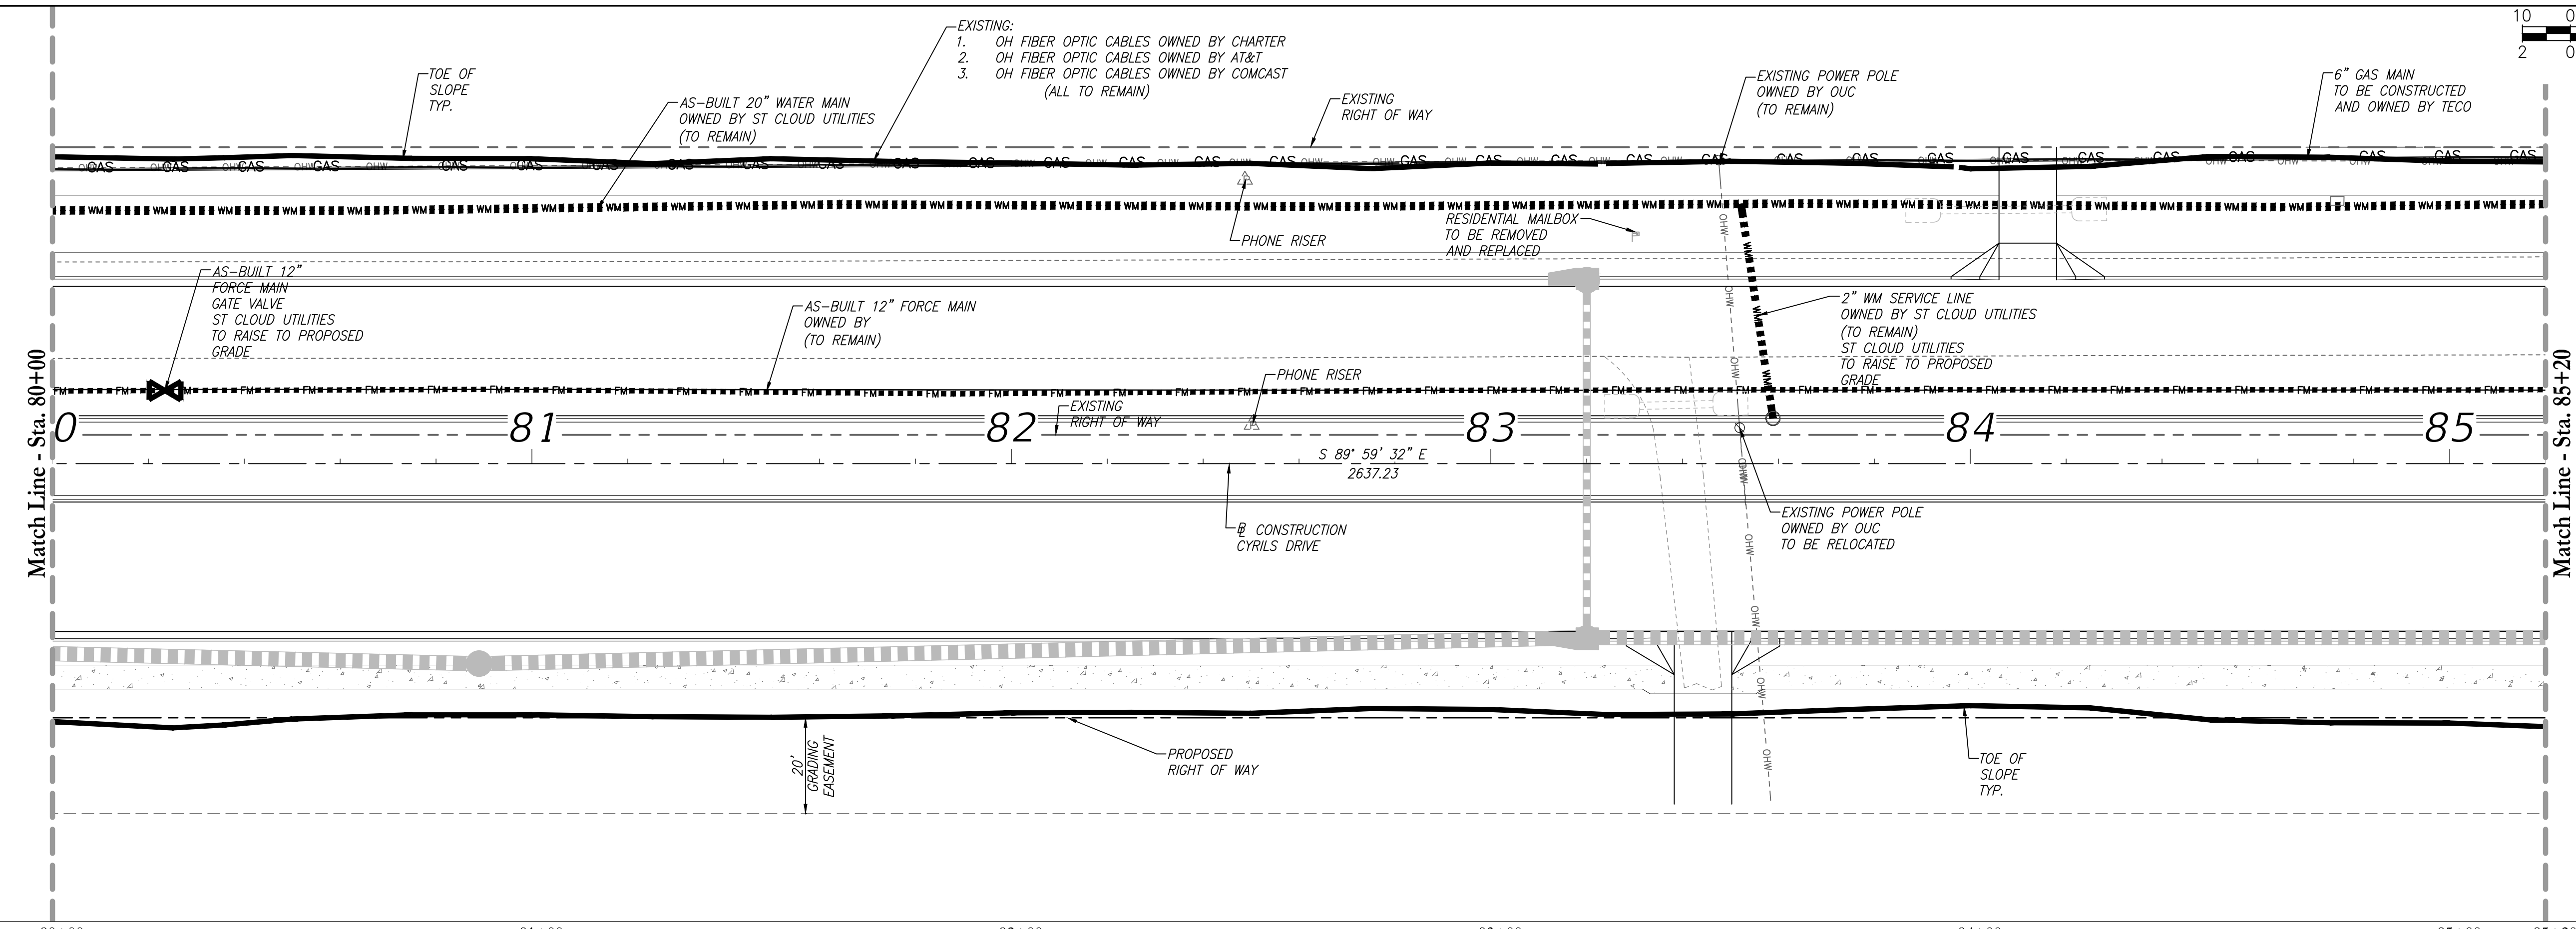 10 0
2 0
EXISTING:
1. OH FIBER OPTIC CABLES OWNED BY CHARTER
2. OH FIBER OPTIC CABLES OWNED BY AT&T
3. OH FIBER OPTIC CABLES OWNED BY COMCAST
(ALL TO REMAIN)
TOE OF
SLOPE
TYP.
AS-BUILT 20" WATER MAIN
OWNED BY ST CLOUD UTILITIES
(TO REMAIN)
EXISTING
RIGHT OF WAY
EXISTING POWER POLE
OWNED BY OUC
(TO REMAIN)
6" GAS MAIN
TO BE CONSTRUCTED
AND OWNED BY TECO
PHONE RISER
RESIDENTIAL MAILBOX
TO BE REMOVED
AND REPLACED
AS-BUILT 12"
FORCE MAIN
GATE VALVE
ST CLOUD UTILITIES
TO RAISE TO PROPOSED
GRADE
AS-BUILT 12" FORCE MAIN
OWNED BY
(TO REMAIN)
2" WM SERVICE LINE
OWNED BY ST CLOUD UTILITIES
(TO REMAIN)
ST CLOUD UTILITIES
TO RAISE TO PROPOSED
GRADE
PHONE RISER
EXISTING
RIGHT OF WAY
0 81 82 83 84 85
S 89° 59' 32" E
2637.23
CONSTRUCTION
CYRILS DRIVE
EXISTING POWER POLE
OWNED BY OUC
TO BE RELOCATED
Match Line - Sta. 80+00
Match Line - Sta. 85+20
20'
GRADING
EASEMENT
PROPOSED
RIGHT OF WAY
TOE OF
SLOPE
TYP.